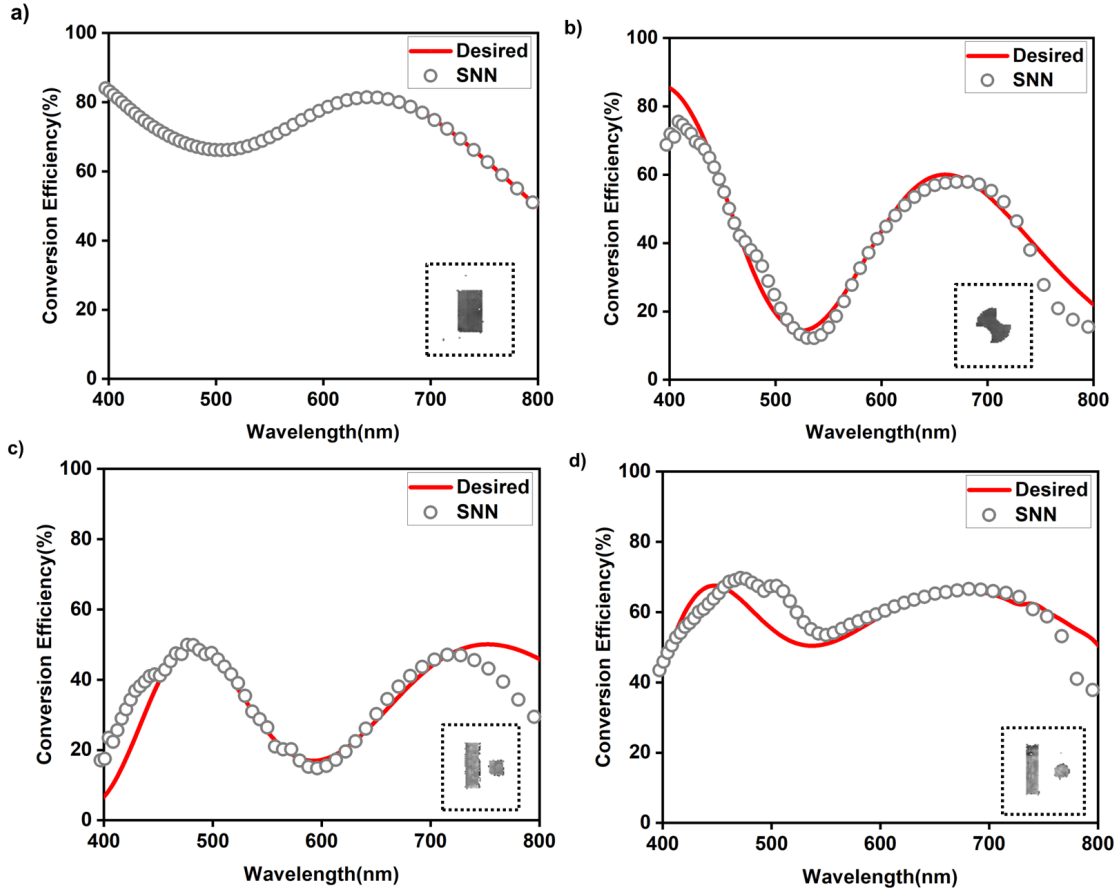 a)
Desired
SNN
Conversion Efficiency(%)
100
80
60
40
20
0
400
500
600
700
800
Wavelength(nm)
b)
Desired
SNN
Conversion Efficiency(%)
100
80
60
40
20
0
400
500
600
700
800
Wavelength(nm)
c)
Desired
SNN
Conversion Efficiency(%)
100
80
60
40
20
0
400
500
600
700
800
Wavelength(nm)
d)
Desired
SNN
Conversion Efficiency(%)
100
80
60
40
20
0
400
500
600
700
800
Wavelength(nm)